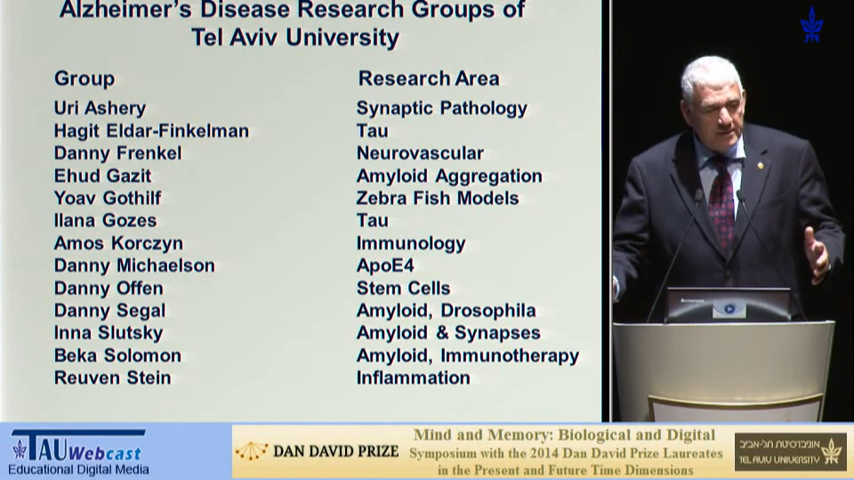 Alzheimer's Disease Research Groups of
Tel Aviv University
Group Research Area
Uri Ashery Synaptic Pathology
Hagit Eldar-Finkelman Tau
Danny Frenkel Neurovascular
Ehud Gazit Amyloid Aggregation
Yoav Gothilf Zebra Fish Models
Ilana Gozes Tau
Amos Korczyn Immunology
Danny Michaelson ApoE4
Danny Offen Stem Cells
Danny Segal Amyloid, Drosophila
Inna Slutsky Amyloid & Synapses
Beka Solomon Amyloid, Immunotherapy
Reuven Stein Inflammation
TAU Webcast
Educational Digital Media
DAN DAVID PRIZE
Mind and Memory: Biological and Digital
Symposium with the 2014 Dan David Prize Laureates
in the Present and Future Time Dimensions
אוניברסיטת תל-אביב
TEL AVIV UNIVERSITY